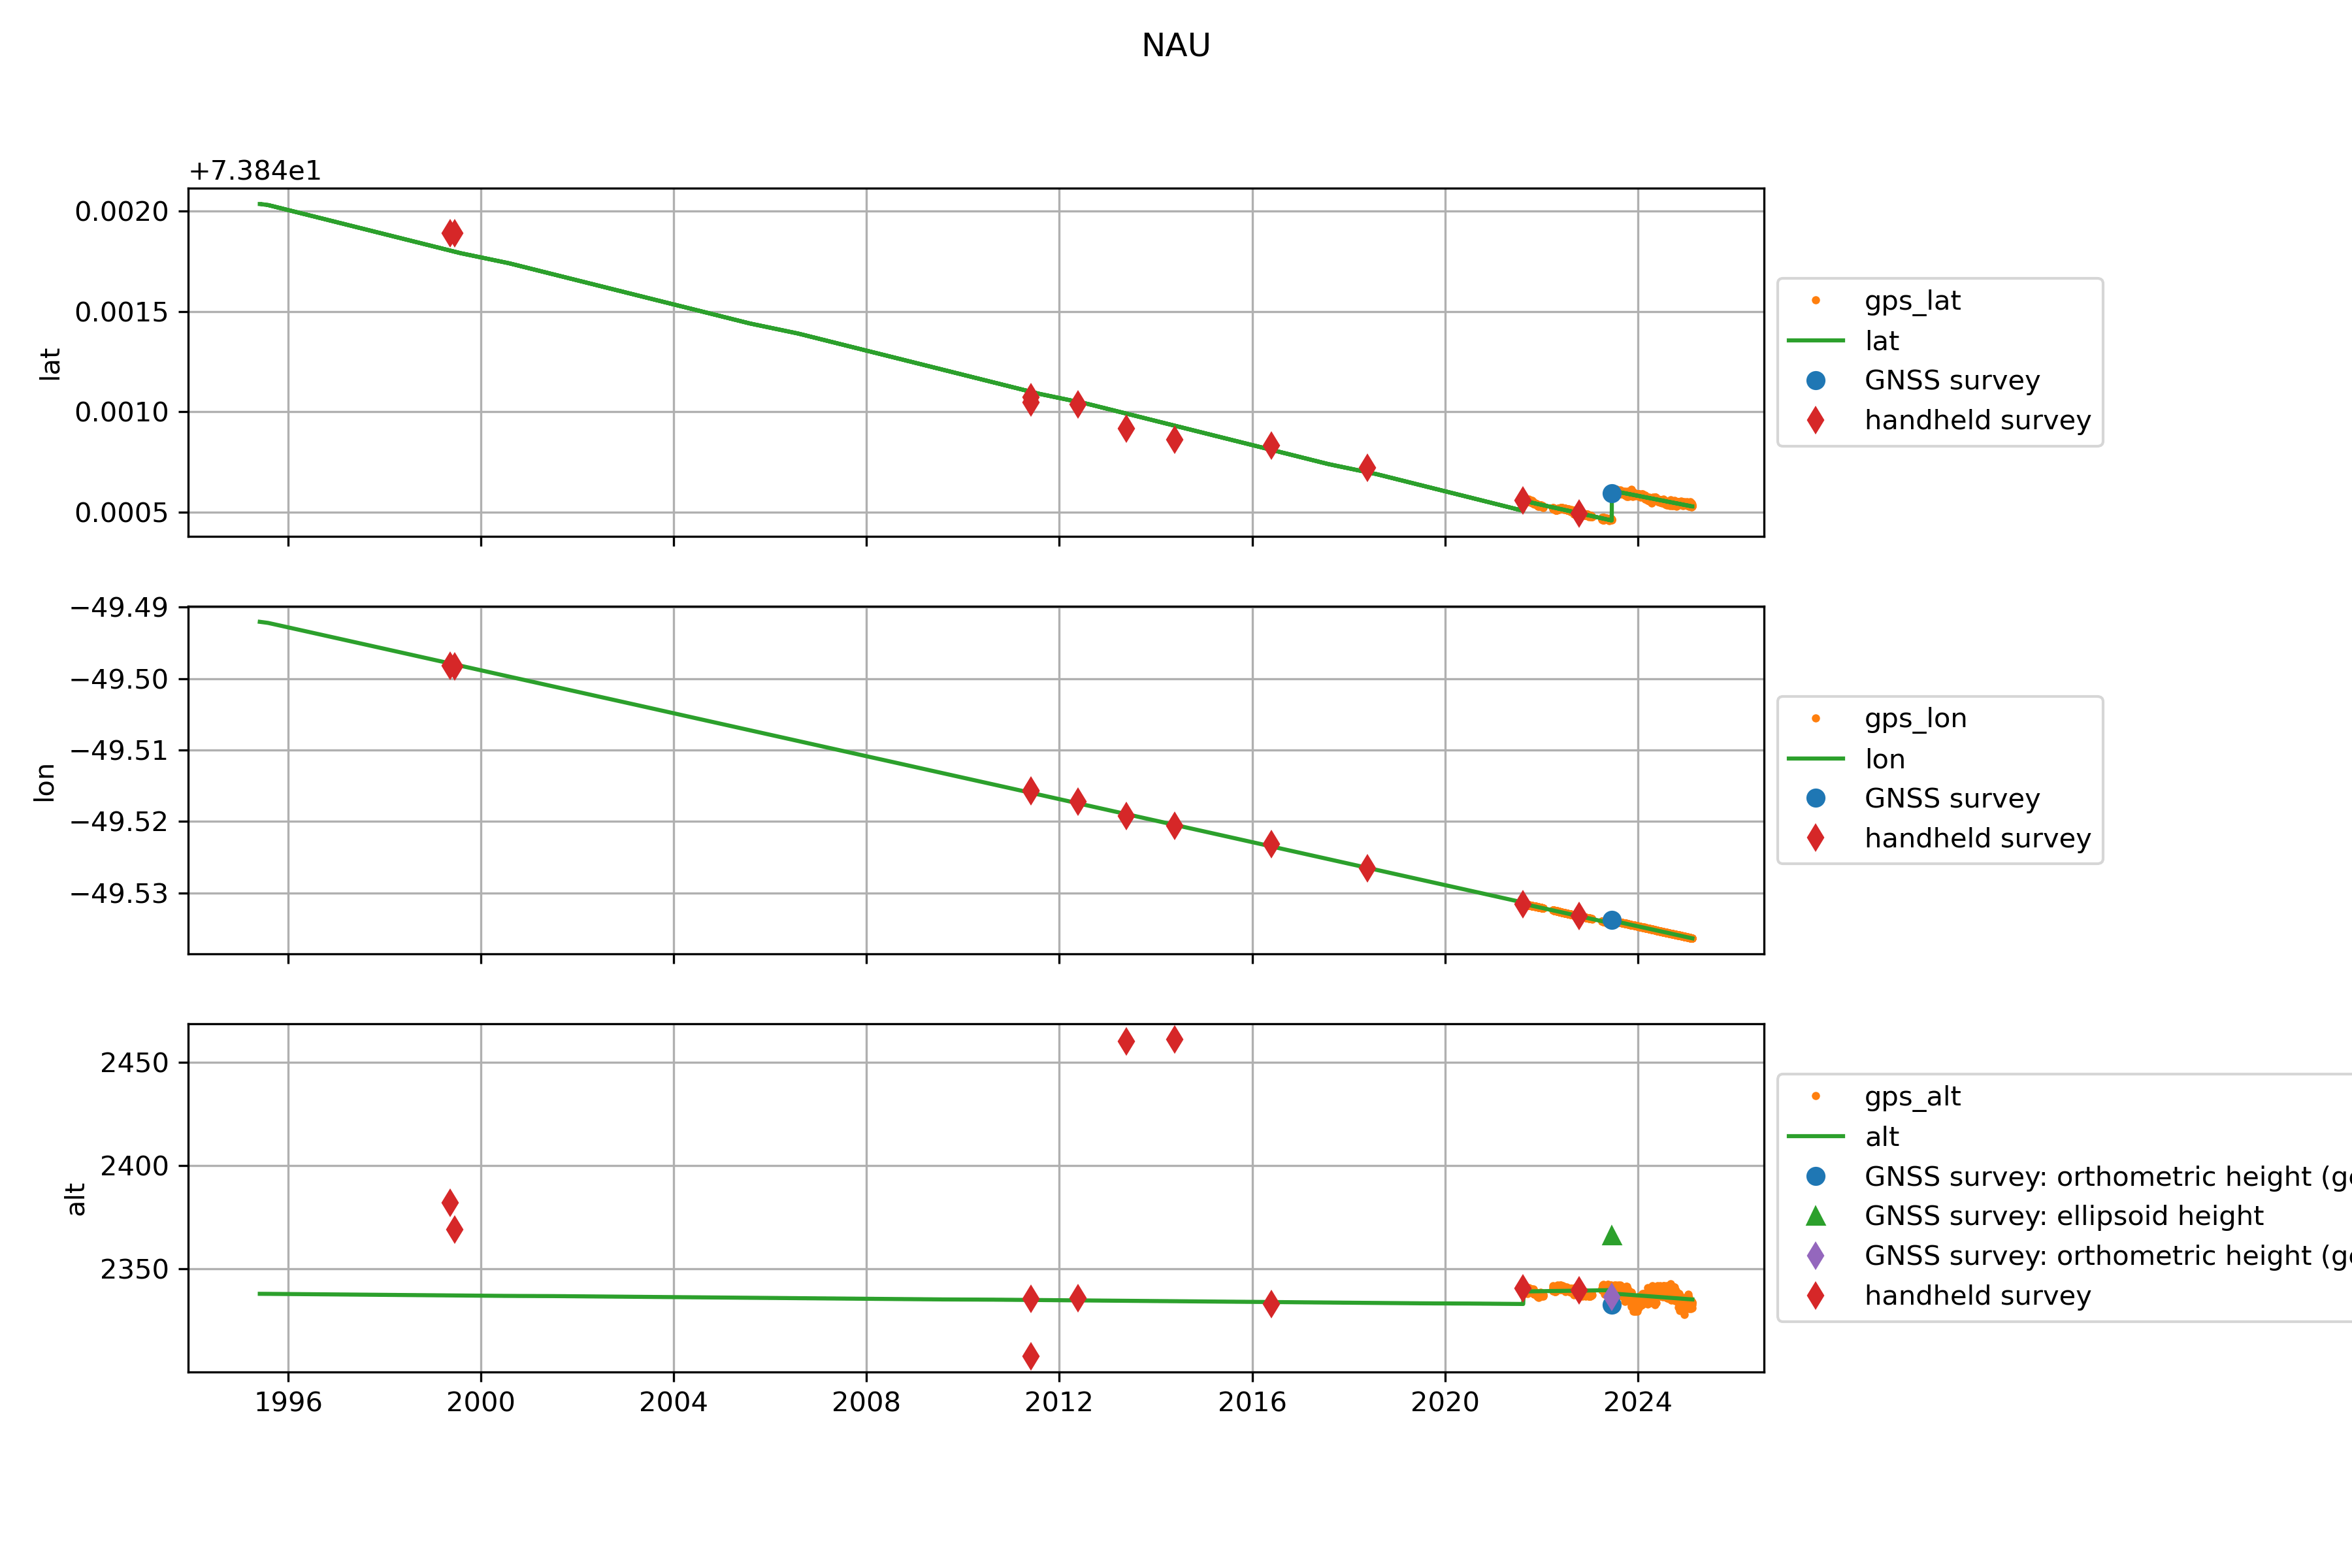 NAU
+7.384e1
0.0020
0.0015
0.0010
0.0005
lat
gps_lat
lat
GNSS survey
handheld survey
−49.49
−49.50
−49.51
−49.52
−49.53
lon
gps_lon
lon
GNSS survey
handheld survey
2450
2400
2350
alt
1996 2000 2004 2008 2012 2016 2020 2024
gps_alt
alt
GNSS survey: orthometric height
GNSS survey: ellipsoid height
GNSS survey: orthometric height
handheld survey